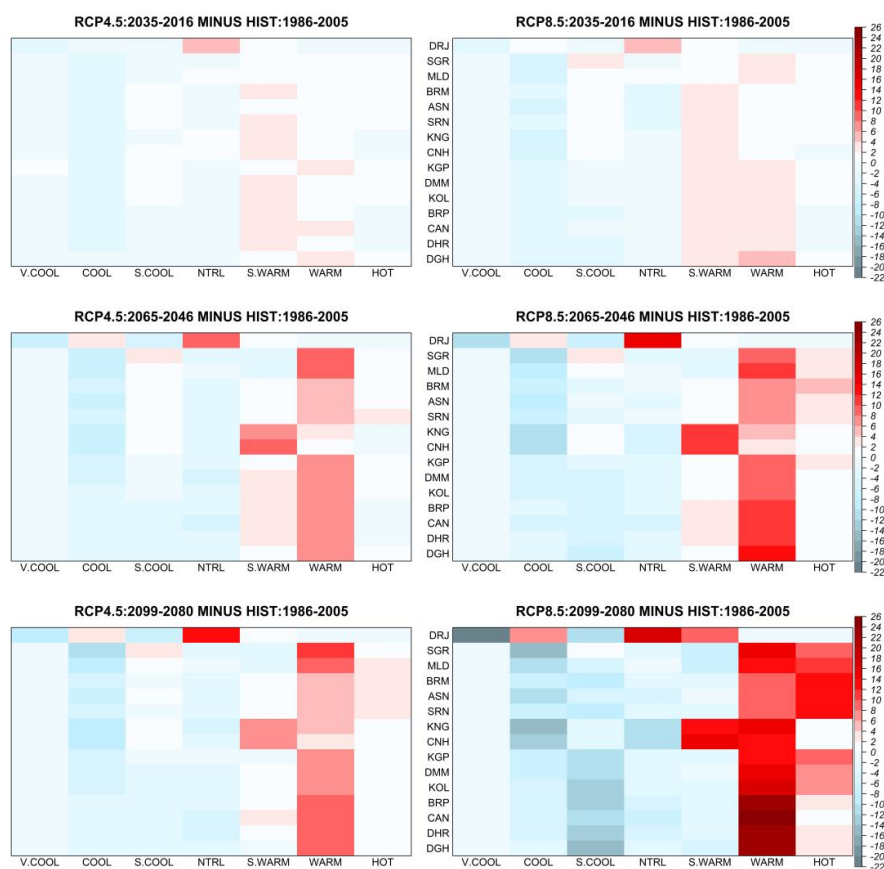 RCP4.5:2035-2016 MINUS HIST:1986-2005
RCP8.5:2035-2016 MINUS HIST:1986-2005
DRJ
SGR
MLD
BRM
ASN
SRN
KNG
CNH
KGP
DMM
KOL
BRP
CAN
DHR
DGH
26
24
22
20
18
16
14
12
10
8
6
4
2
0
-2
-4
-6
-8
-10
-12
-14
-16
-18
-20
-22
V.COOL COOL S.COOL NTRL S.WARM WARM HOT
V.COOL COOL S.COOL NTRL S.WARM WARM HOT
RCP4.5:2065-2046 MINUS HIST:1986-2005
RCP8.5:2065-2046 MINUS HIST:1986-2005
DRJ
SGR
MLD
BRM
ASN
SRN
KNG
CNH
KGP
DMM
KOL
BRP
CAN
DHR
DGH
26
24
22
20
18
16
14
12
10
8
6
4
2
0
-2
-4
-6
-8
-10
-12
-14
-16
-18
-20
-22
V.COOL COOL S.COOL NTRL S.WARM WARM HOT
V.COOL COOL S.COOL NTRL S.WARM WARM HOT
RCP4.5:2099-2080 MINUS HIST:1986-2005
RCP8.5:2099-2080 MINUS HIST:1986-2005
DRJ
SGR
MLD
BRM
ASN
SRN
KNG
CNH
KGP
DMM
KOL
BRP
CAN
DHR
DGH
26
24
22
20
18
16
14
12
10
8
6
4
2
0
-2
-4
-6
-8
-10
-12
-14
-16
-18
-20
-22
V.COOL COOL S.COOL NTRL S.WARM WARM HOT
V.COOL COOL S.COOL NTRL S.WARM WARM HOT